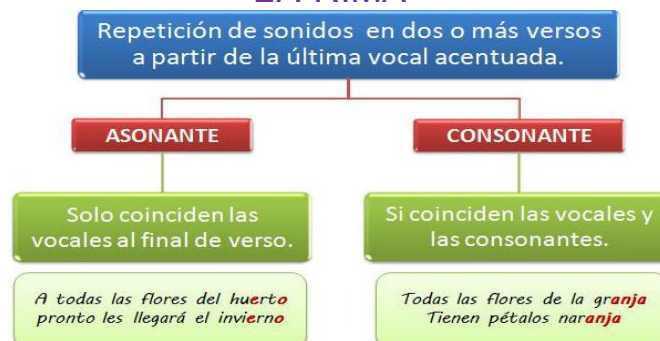 LA RIMA
Repetición de sonidos en dos o más versos
a partir de la última vocal acentuada.
ASONANTE
CONSONANTE
Solo coinciden las
vocales al final de verso.
Si coinciden las vocales y
las consonantes.
A todas las flores del huerto
pronto les llegará el invierno
Todas las flores de la granja
Tienen pétalos naranja